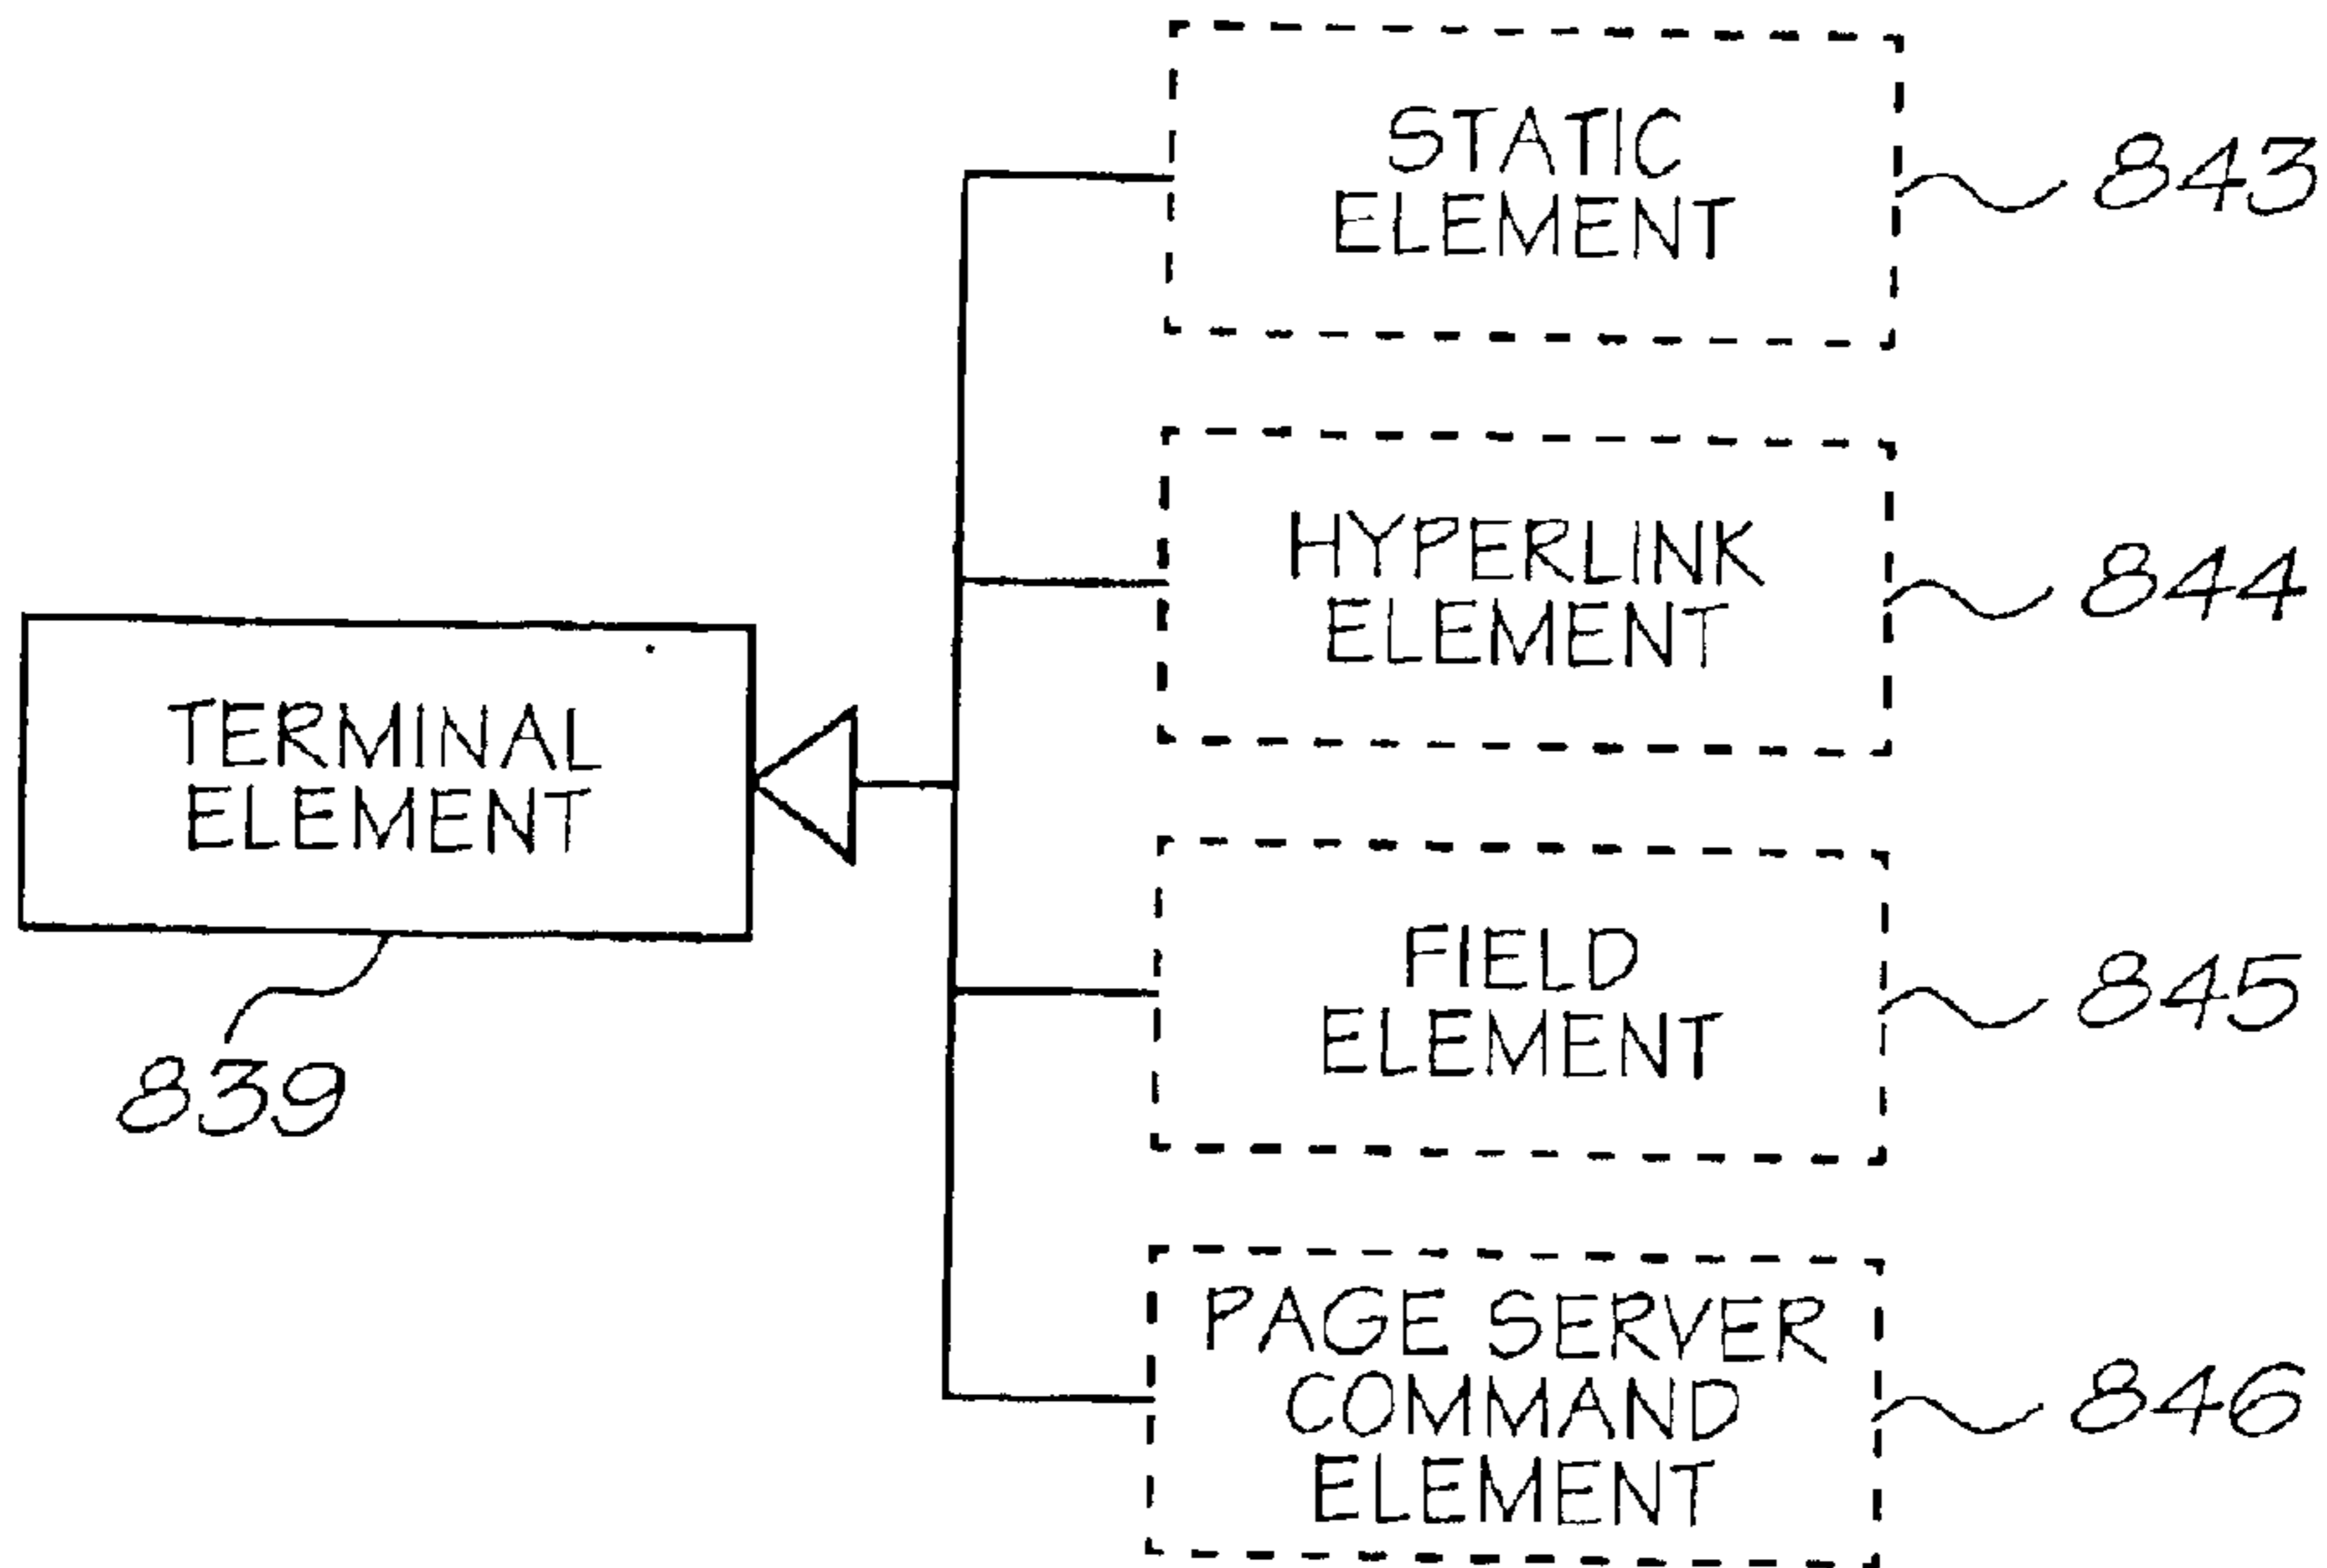 STATIC
ELEMENT
843
HYPERLINK
ELEMENT
844
TERMINAL
ELEMENT
839
FIELD
ELEMENT
845
PAGE SERVER
COMMAND
ELEMENT
846